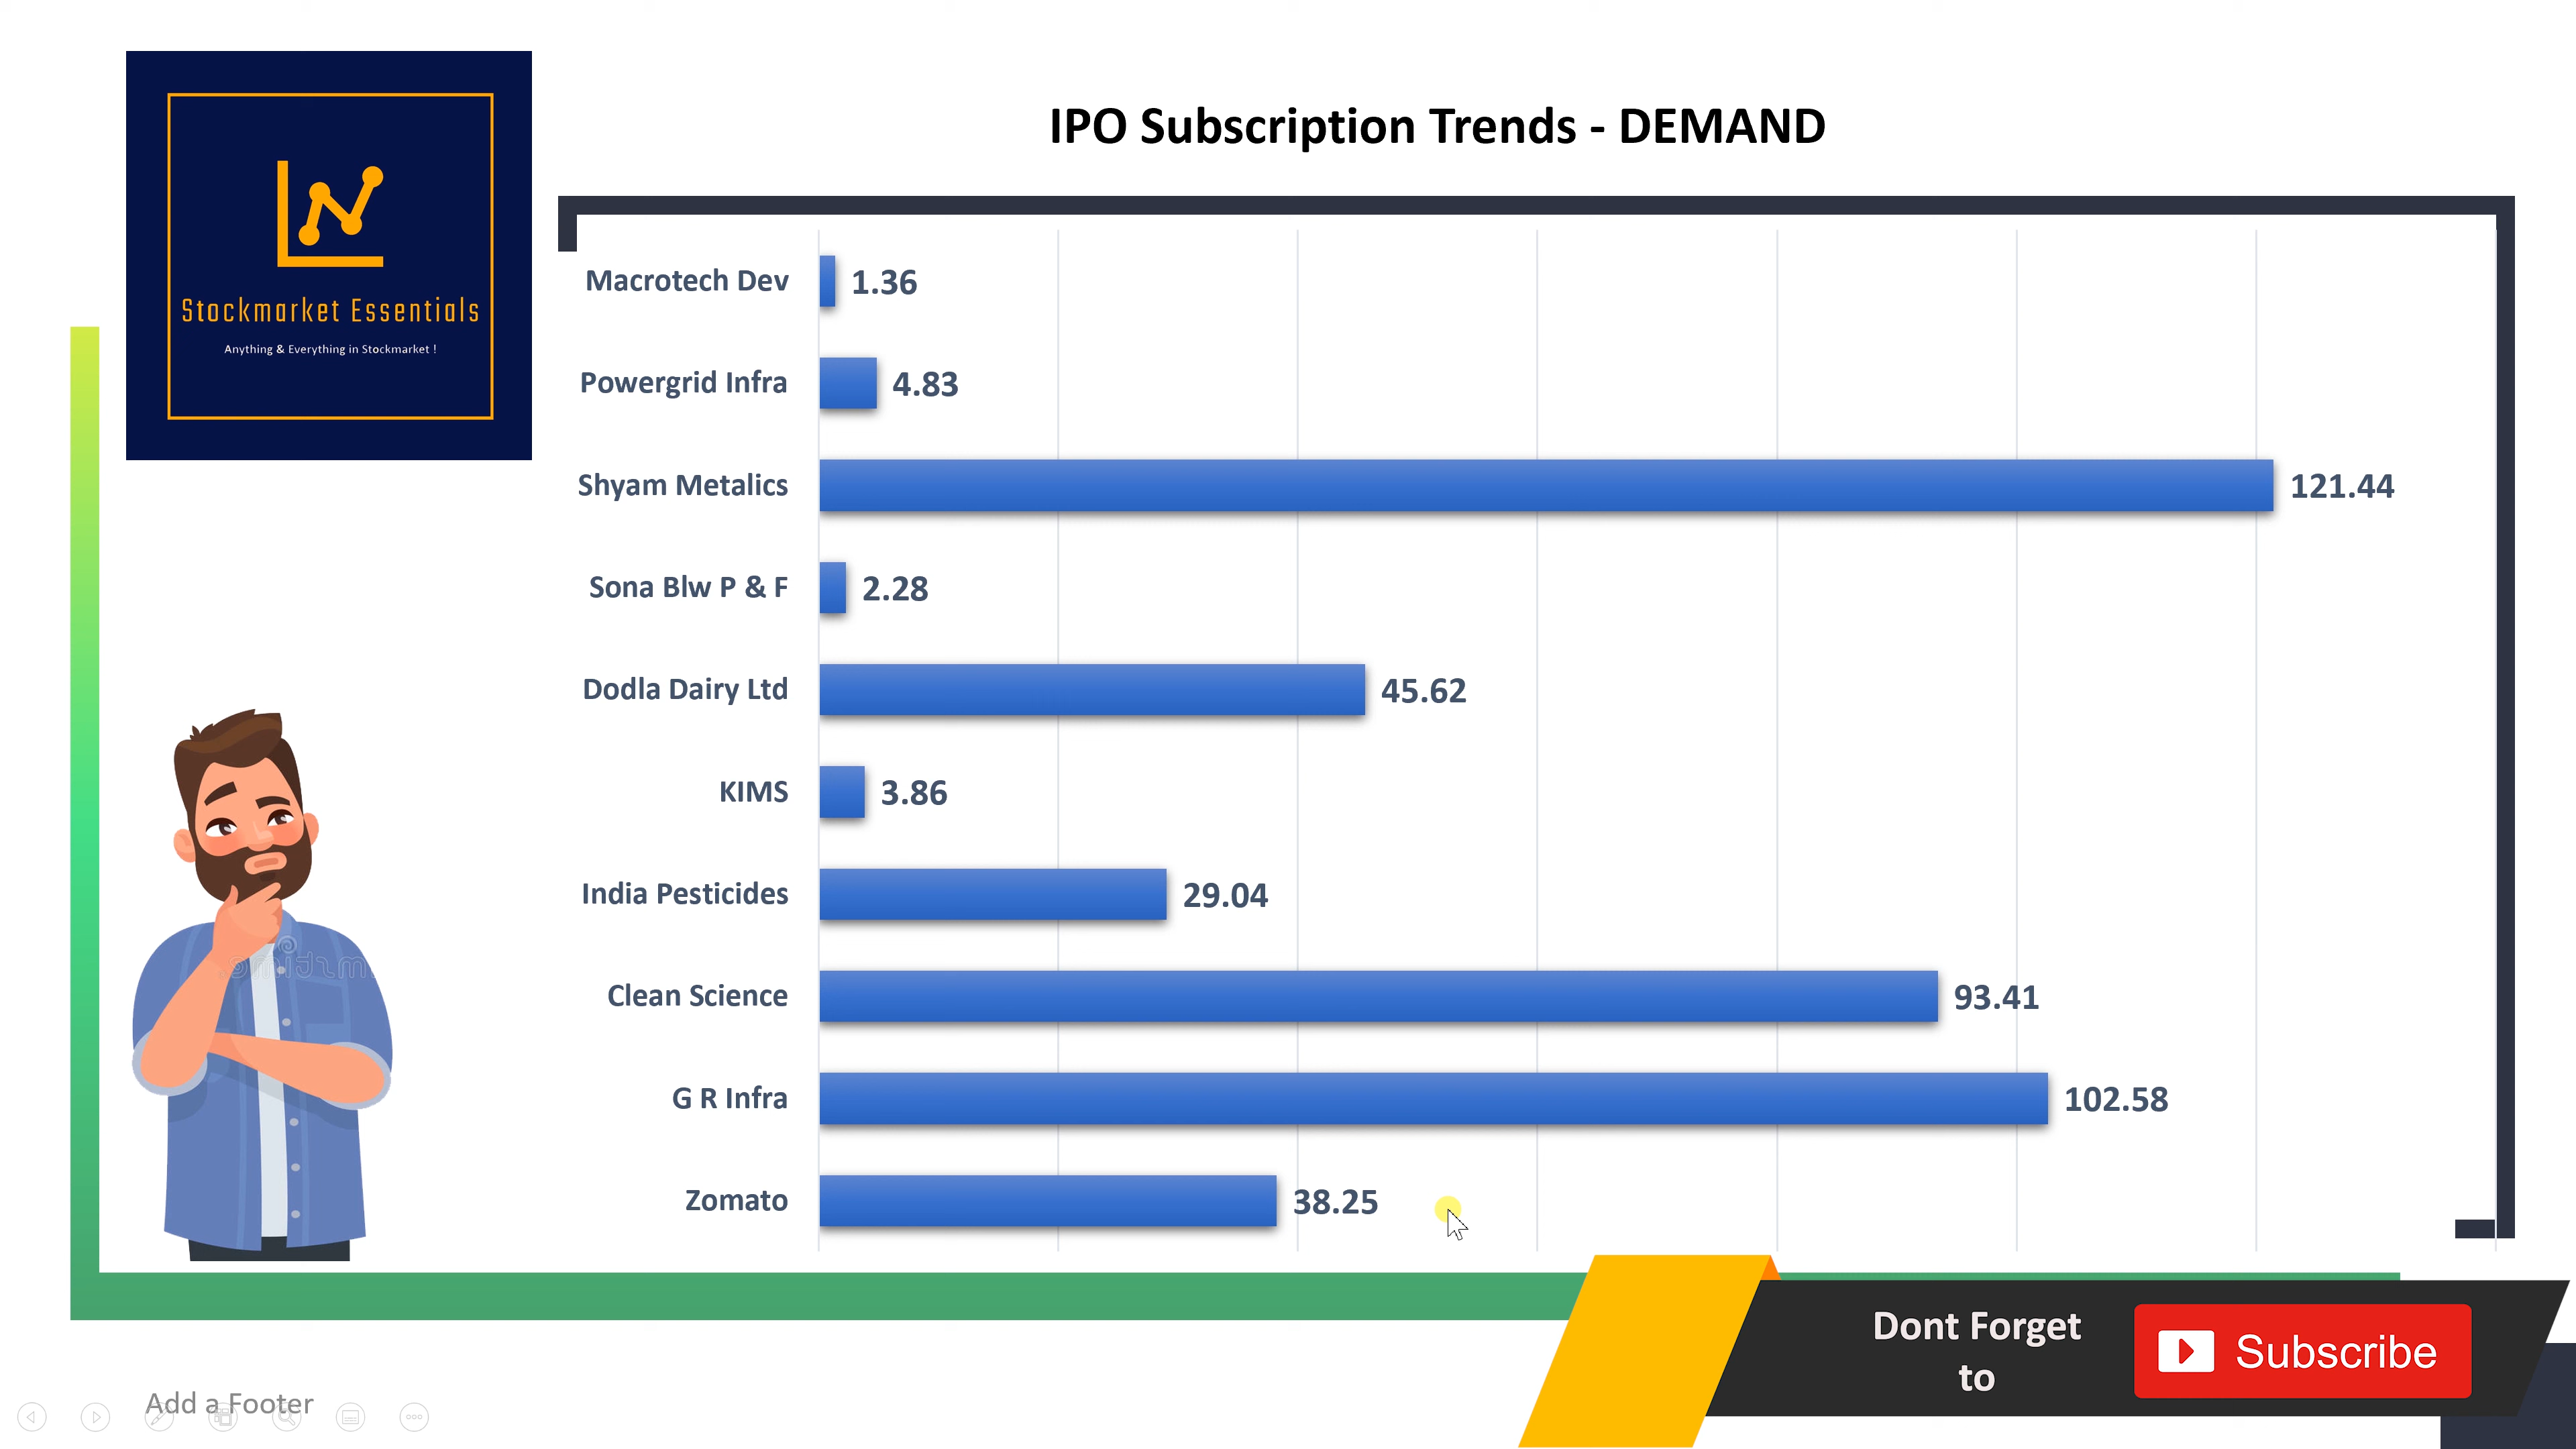 IPO Subscription Trends - DEMAND
Stockmarket Essentials
Anything & Everything in Stockmarket !
Macrotech Dev 1.36
Powergrid Infra 4.83
Shyam Metalics 121.44
Sona Blw P & F 2.28
Dodla Dairy Ltd 45.62
KIMS 3.86
India Pesticides 29.04
Clean Science 93.41
G R Infra 102.58
Zomato 38.25
Dont Forget
to
Subscribe
Add a Footer